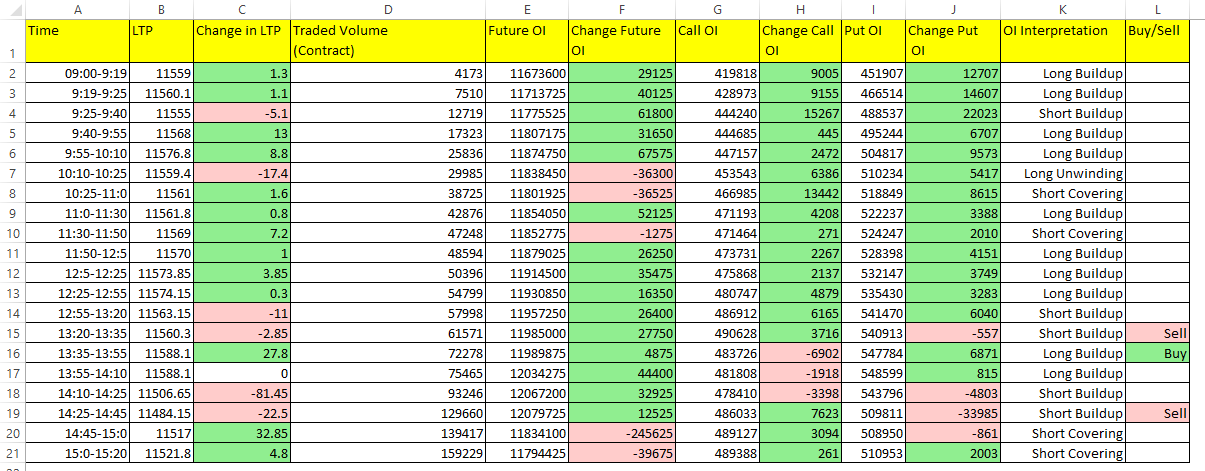 A B C D E F G H I J K L
1 Time LTP Change in LTP Traded Volume (Contract) Future OI Change Future OI Call OI Change Call OI Put OI Change Put OI OI Interpretation Buy/Sell
2 09:00-9:19 11559 1.3 4173 11673600 29125 419818 9005 451907 12707 Long Buildup
3 9:19-9:25 11560.1 1.1 7510 11713725 40125 428973 9155 466514 14607 Long Buildup
4 9:25-9:40 11555 -5.1 12719 11775525 61800 444240 15267 488537 22023 Short Buildup
5 9:40-9:55 11568 13 17323 11807175 31650 444685 445 495244 6707 Long Buildup
6 9:55-10:10 11576.8 8.8 25836 11874750 67575 447157 2472 504817 9573 Long Buildup
7 10:10-10:25 11559.4 -17.4 29985 11838450 -36300 453543 6386 510234 5417 Long Unwinding
8 10:25-11:0 11561 1.6 38725 11801925 -36525 466985 13442 518849 8615 Short Covering
9 11:0-11:30 11561.8 0.8 42876 11854050 52125 471193 4208 522237 3388 Long Buildup
10 11:30-11:50 11569 7.2 47248 11852775 -1275 471464 271 524247 2010 Short Covering
11 11:50-12:5 11570 1 48594 11879025 26250 473731 2267 528398 4151 Long Buildup
12 12:5-12:25 11573.85 3.85 50396 11914500 35475 475868 2137 532147 3749 Long Buildup
13 12:25-12:55 11574.15 0.3 54799 11930850 16350 480747 4879 535430 3283 Long Buildup
14 12:55-13:20 11563.15 -11 57998 11957250 26400 486912 6165 541470 6040 Short Buildup
15 13:20-13:35 11560.3 -2.85 61571 11985000 27750 490628 3716 540913 -557 Short Buildup Sell
16 13:35-13:55 11588.1 27.8 72278 11989875 4875 483726 -6902 547784 6871 Long Buildup Buy
17 13:55-14:10 11588.1 0 75465 12034275 44400 481808 -1918 548599 815 Long Buildup
18 14:10-14:25 11506.65 -81.45 93246 12067200 32925 478410 -3398 543796 -4803 Short Buildup
19 14:25-14:45 11484.15 -22.5 129660 12079725 12525 486033 7623 509811 -33985 Short Buildup Sell
20 14:45-15:0 11517 32.85 139417 11834100 -245625 489127 3094 508950 -861 Short Covering
21 15:0-15:20 11521.8 4.8 159229 11794425 -39675 489388 261 510953 2003 Short Covering